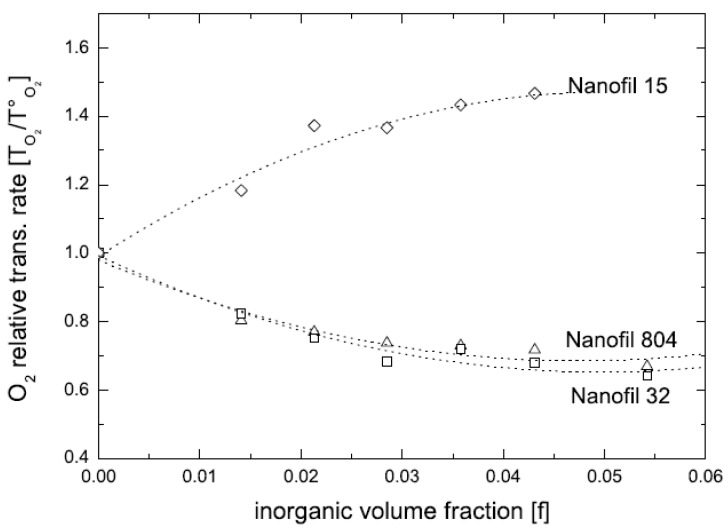 O₂ relative trans. rate [T_O₂/T°_O₂]
1.6
1.4
1.2
1.0
0.8
0.6
0.4
Nanofil 15
Nanofil 804
Nanofil 32
0.00 0.01 0.02 0.03 0.04 0.05 0.06
inorganic volume fraction [f]